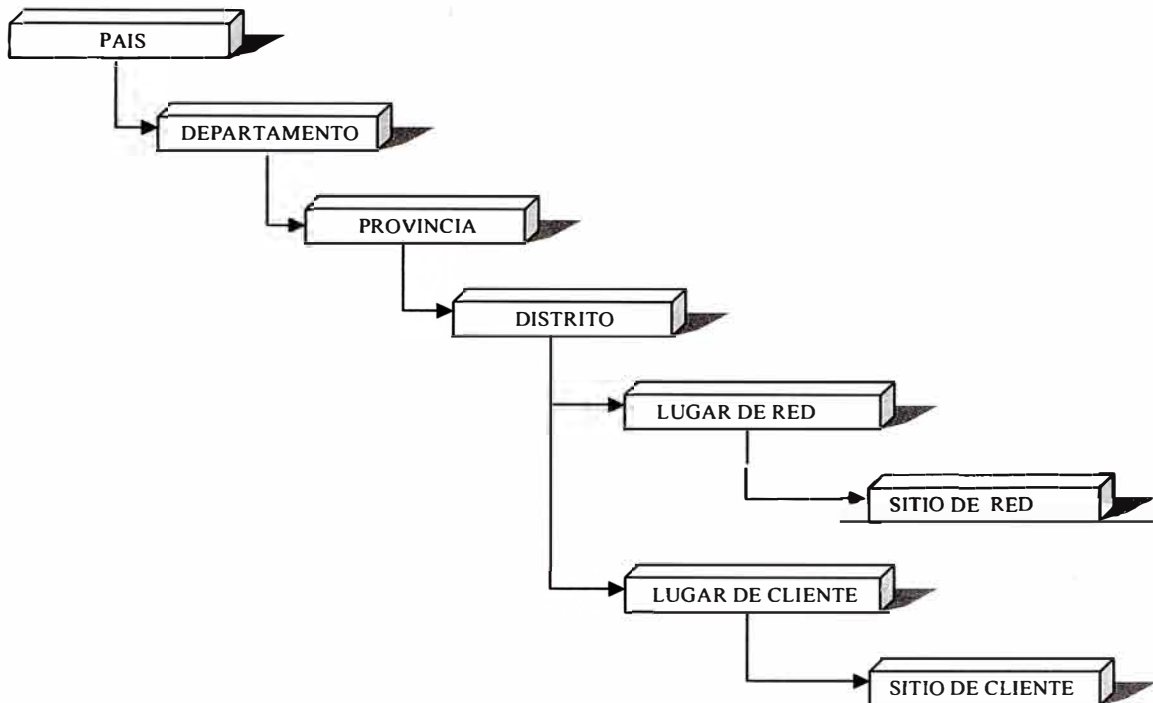 PAIS
DEPARTAMENTO
PROVINCIA
DISTRITO
LUGAR DE RED
SITIO DE RED
LUGAR DE CLIENTE
SITIO DE CLIENTE